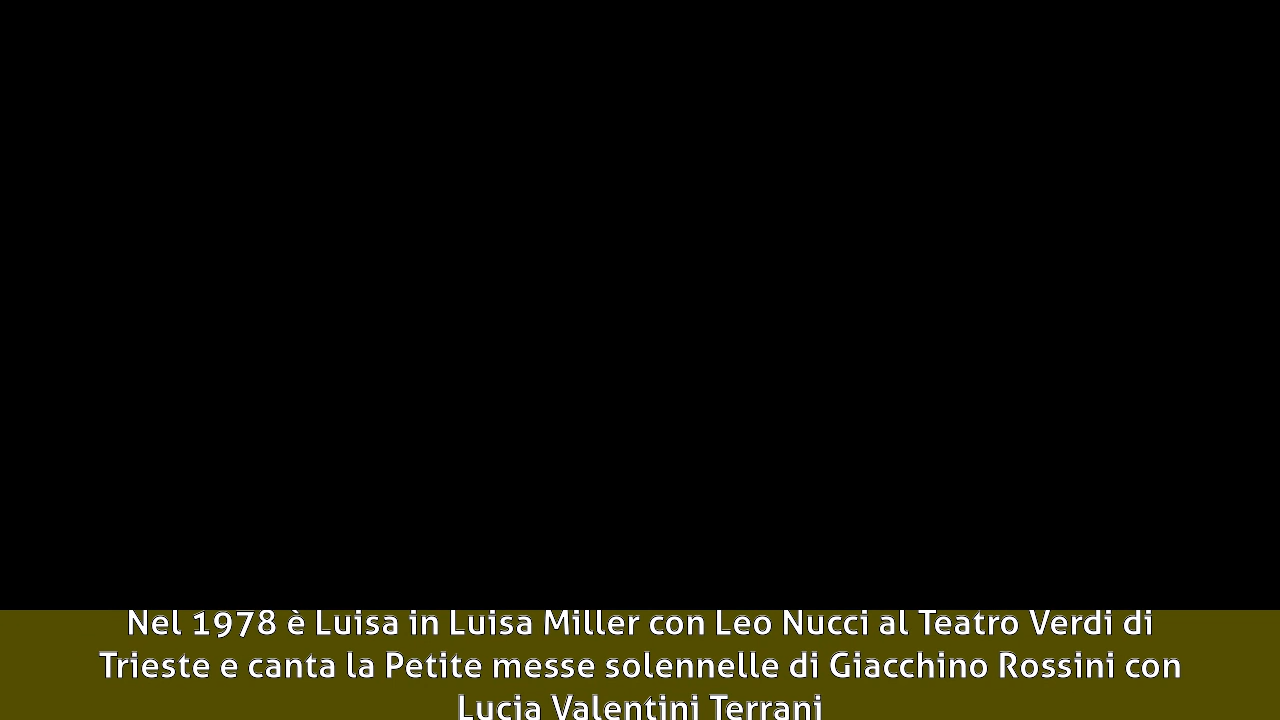 Nel 1978 è Luisa in Luisa Miller con Leo Nucci al Teatro Verdi di
Trieste e canta la Petite messe solennelle di Giacchino Rossini con
Lucia Valentini Terrani